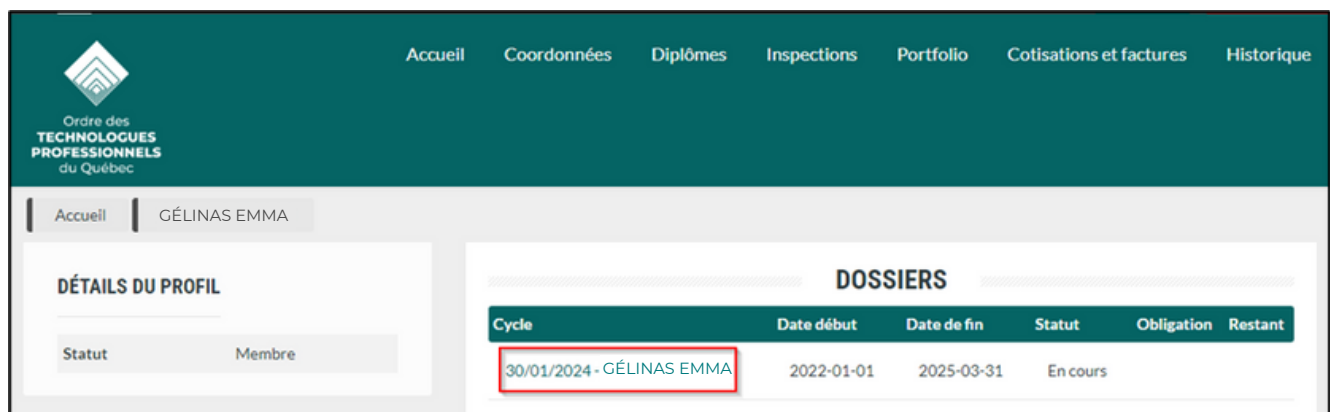 Accueil Coordonnées Diplômes Inspections Portfolio Cotisations et factures Historique
Ordre des
TECHNOLOGUES
PROFESSIONNELS
du Québec
Accueil GÉLINAS EMMA
DÉTAILS DU PROFIL
Statut Membre
DOSSIERS
Cycle Date début Date de fin Statut Obligation Restant
30/01/2024 - GÉLINAS EMMA 2022-01-01 2025-03-31 En cours